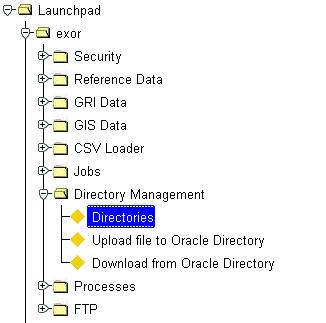 Launchpad
exor
Security
Reference Data
GRI Data
GIS Data
CSV Loader
Jobs
Directory Management
Directories
Upload file to Oracle Directory
Download from Oracle Directory
Processes
FTP